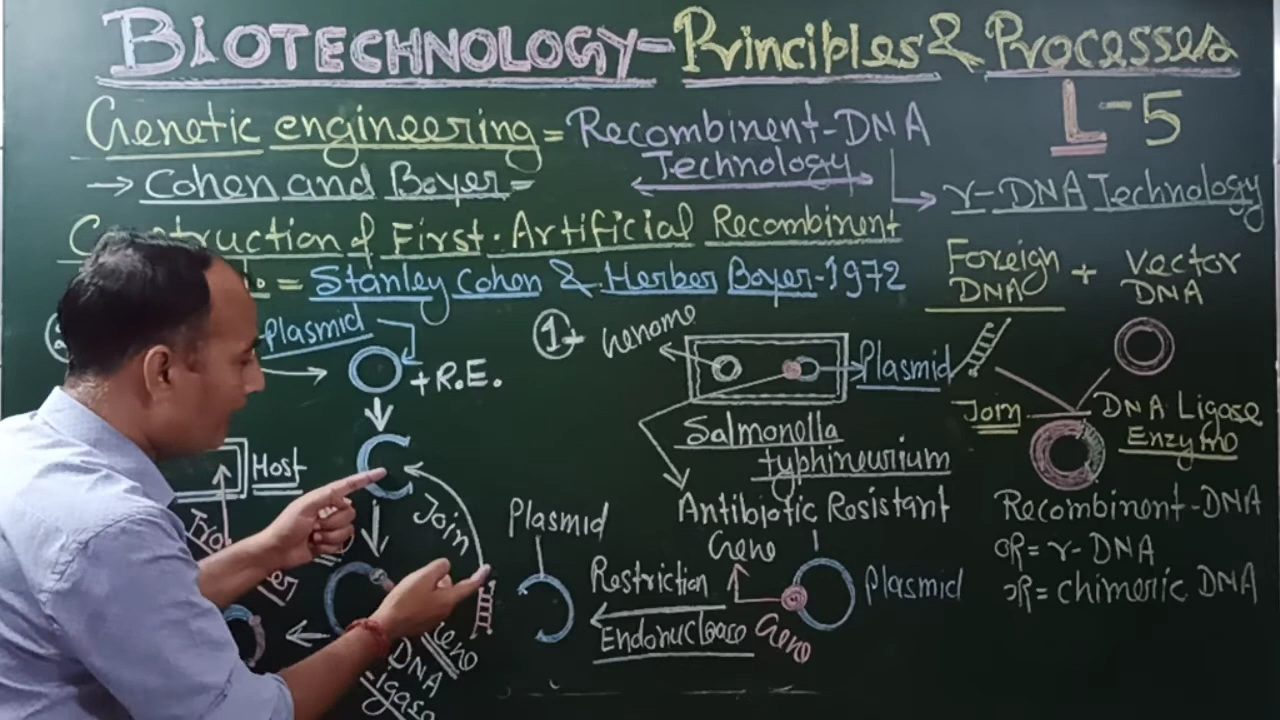 BIOTECHNOLOGY-Principles & Processes
L-5
Genetic engineering = Recombinent-DNA
Technology
→ Cohen and Boyer=
r-DNA Technology
Construction of First. Artificial Recombinent
= Stanley Cohen & Herber Boyer-1972
Foreign DNA + Vector DNA
Plasmid
+ R.E.
Host
Join
Gene
DNA
1
Genome
Plasmid
Salmonella
typhineurium
Antibiotic Resistant
Gene
Plasmid
Restriction
Endonuclease
Gene
Plasmid
Join
DNA Ligase
Enzyme
Recombinent-DNA
OR= r-DNA
OR= chimeric DNA